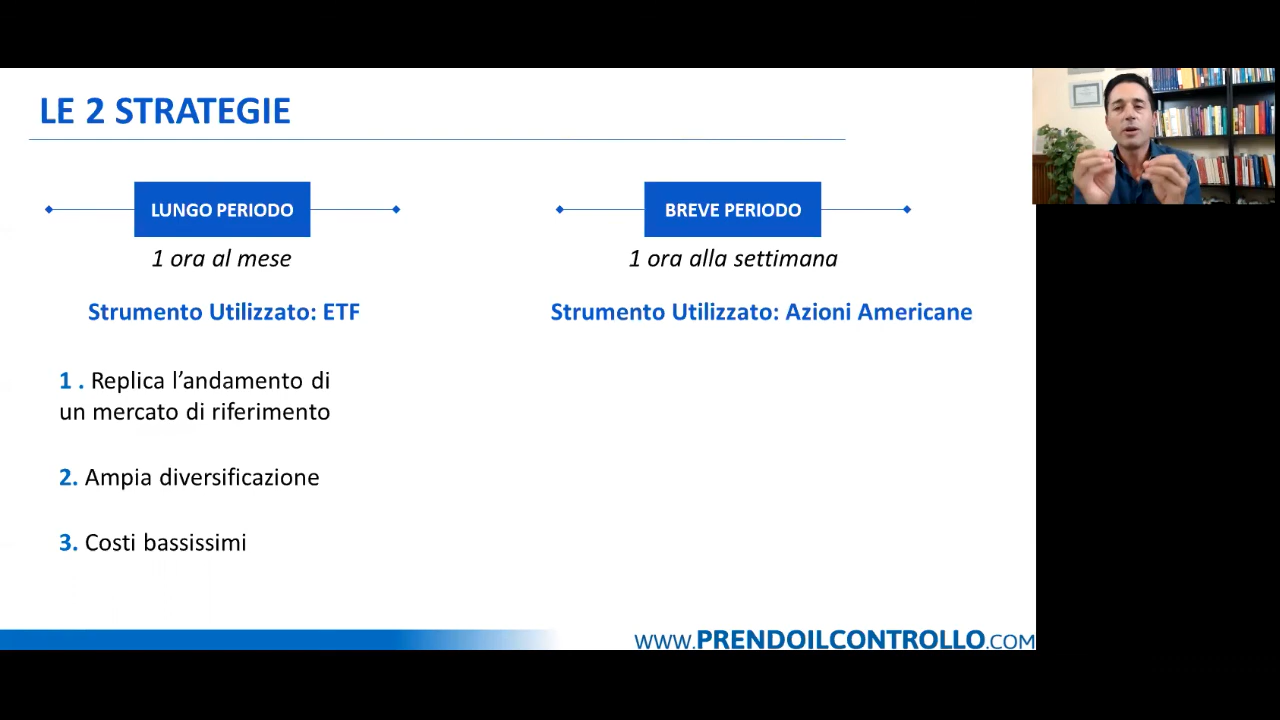 LE 2 STRATEGIE
LUNGO PERIODO
1 ora al mese
Strumento Utilizzato: ETF
1 . Replica l’andamento di
un mercato di riferimento
2. Ampia diversificazione
3. Costi bassissimi
BREVE PERIODO
1 ora alla settimana
Strumento Utilizzato: Azioni Americane
WWW.PRENDOILCONTROLLO.COM